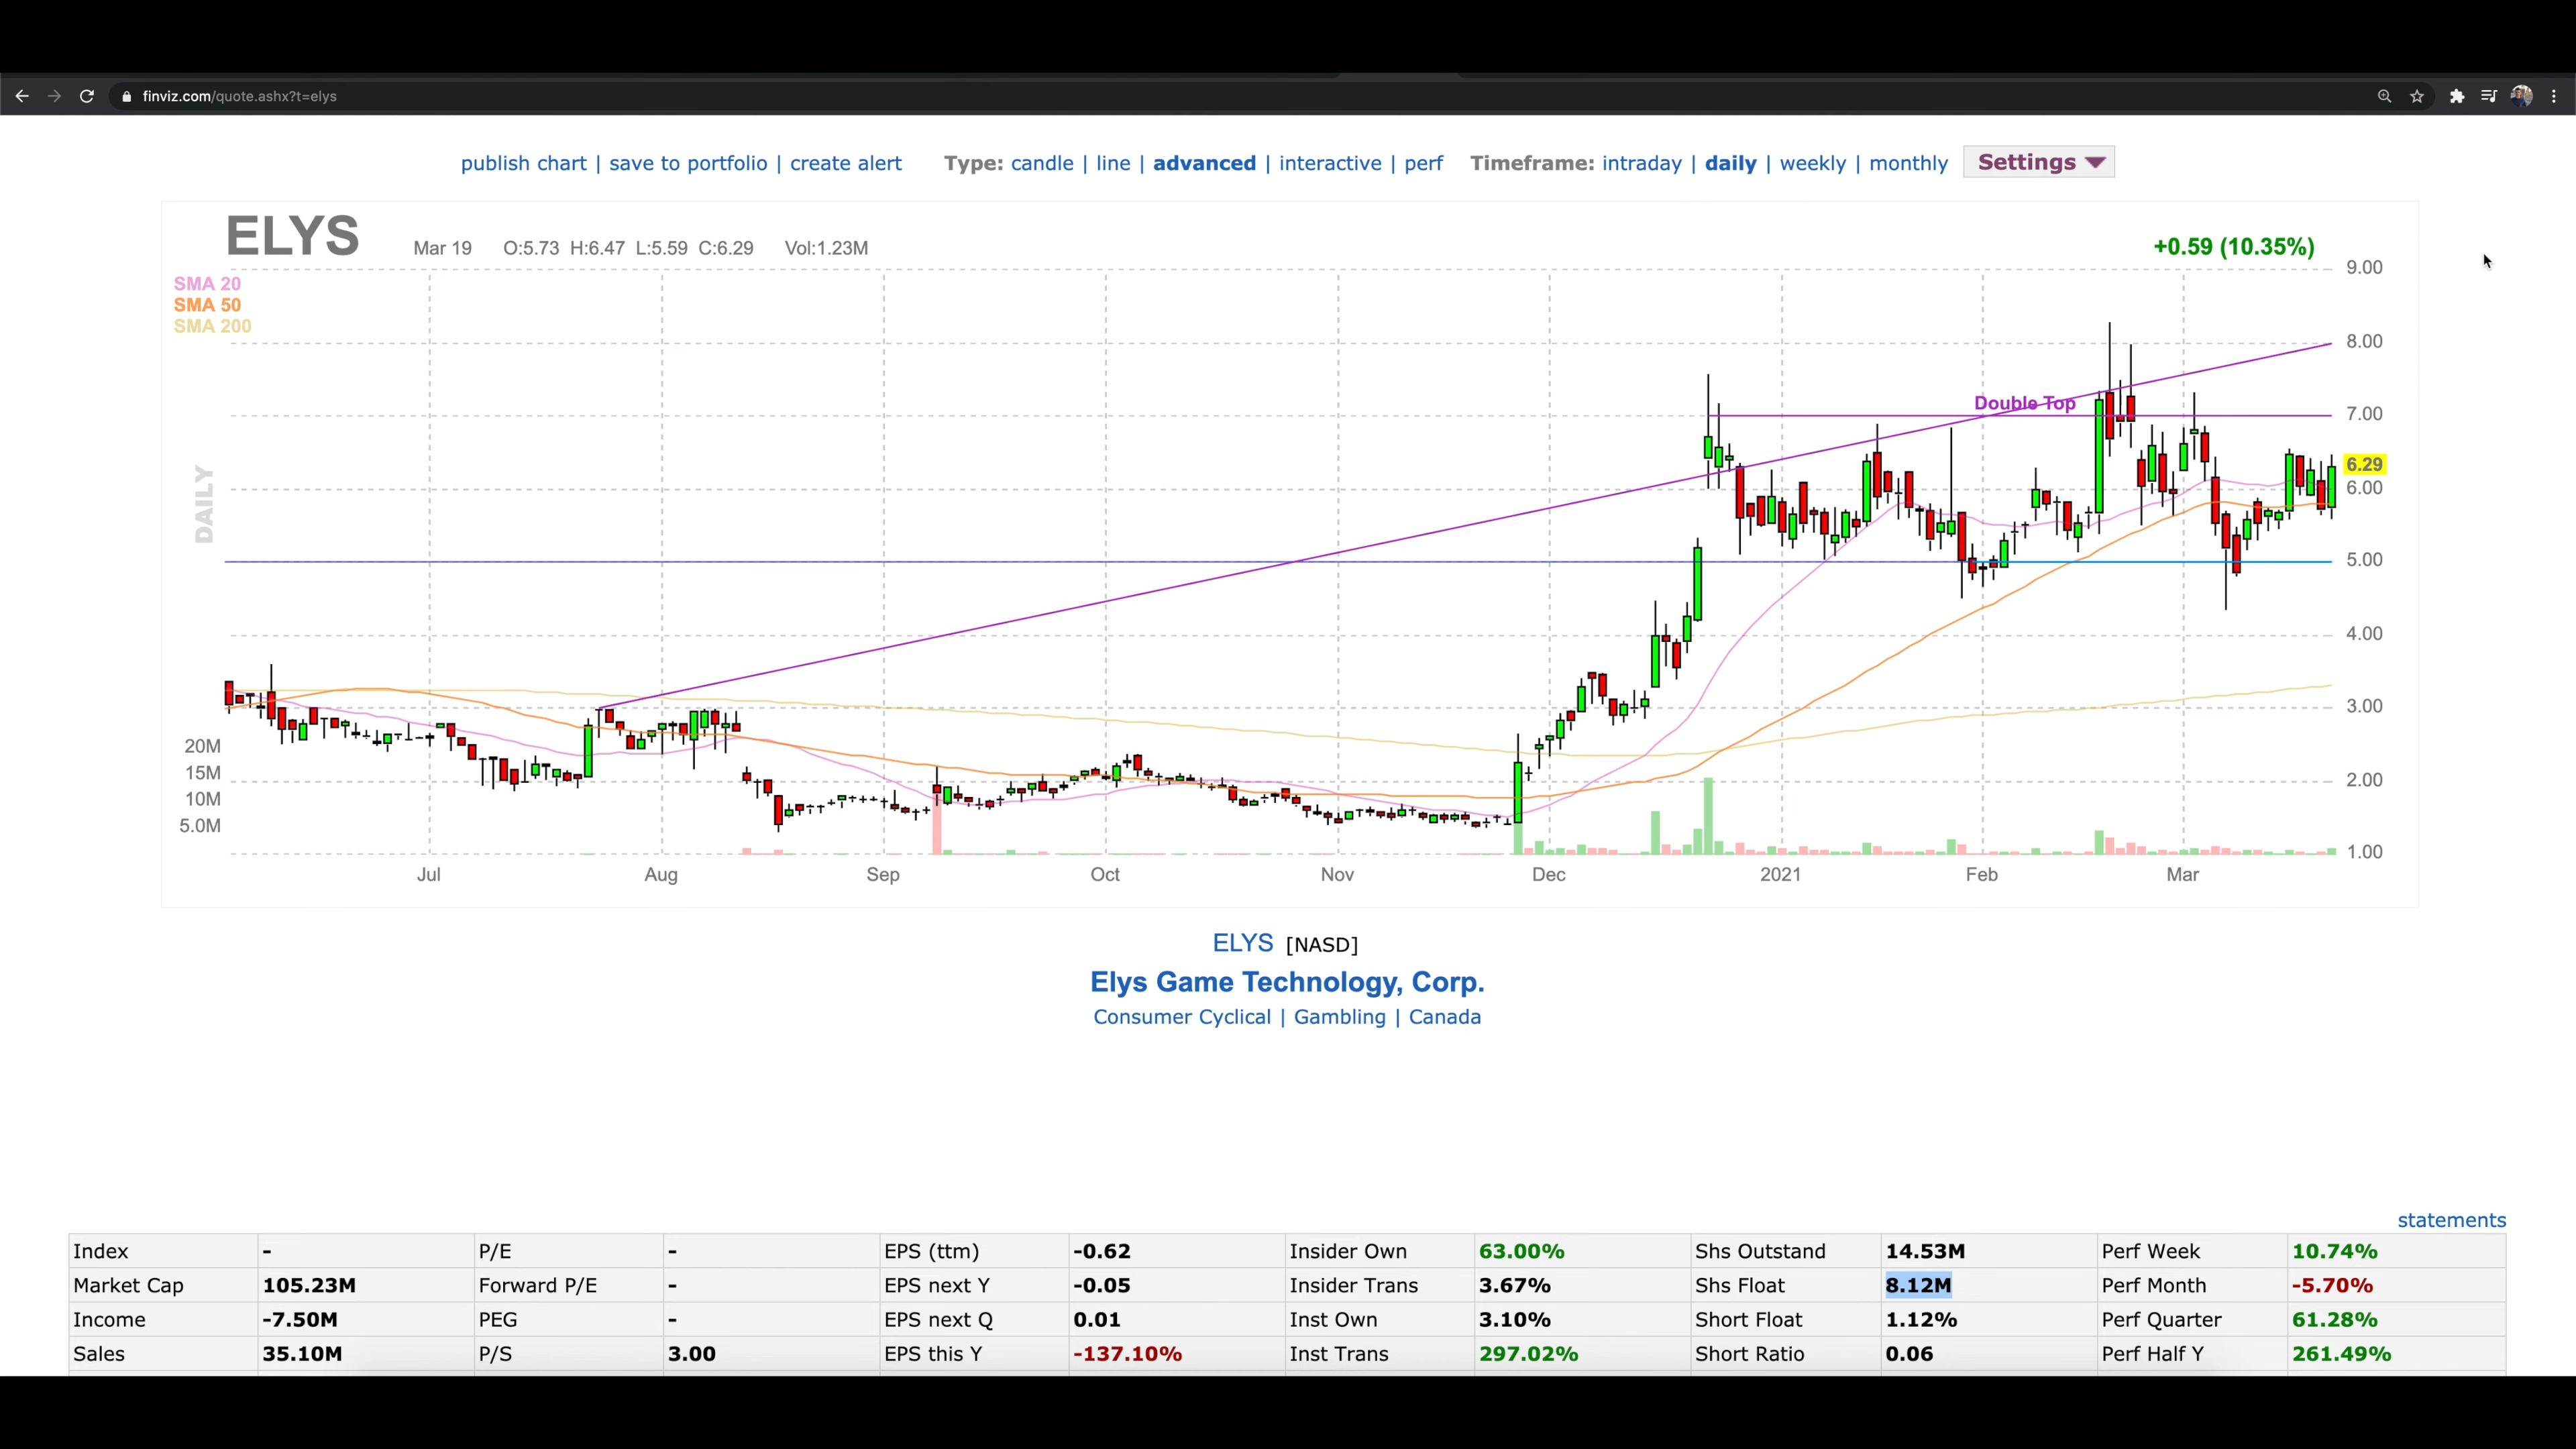 finviz.com/quote.ashx?t=elys
publish chart | save to portfolio | create alert Type: candle | line | advanced | interactive | perf Timeframe: intraday | daily | weekly | monthly Settings
ELYS Mar 19 O:5.73 H:6.47 L:5.59 C:6.29 Vol:1.23M +0.59 (10.35%)
9.00
SMA 20
SMA 50
SMA 200
8.00
Double Top
7.00
6.29
6.00
DAILY
5.00
4.00
3.00
20M
15M
2.00
10M
5.0M
1.00
Jul Aug Sep Oct Nov Dec 2021 Feb Mar
ELYS [NASD]
Elys Game Technology, Corp.
Consumer Cyclical | Gambling | Canada
statements
Index - P/E - EPS (ttm) -0.62 Insider Own 63.00% Shs Outstand 14.53M Perf Week 10.74%
Market Cap 105.23M Forward P/E - EPS next Y -0.05 Insider Trans 3.67% Shs Float 8.12M Perf Month -5.70%
Income -7.50M PEG - EPS next Q 0.01 Inst Own 3.10% Short Float 1.12% Perf Quarter 61.28%
Sales 35.10M P/S 3.00 EPS this Y -137.10% Inst Trans 297.02% Short Ratio 0.06 Perf Half Y 261.49%